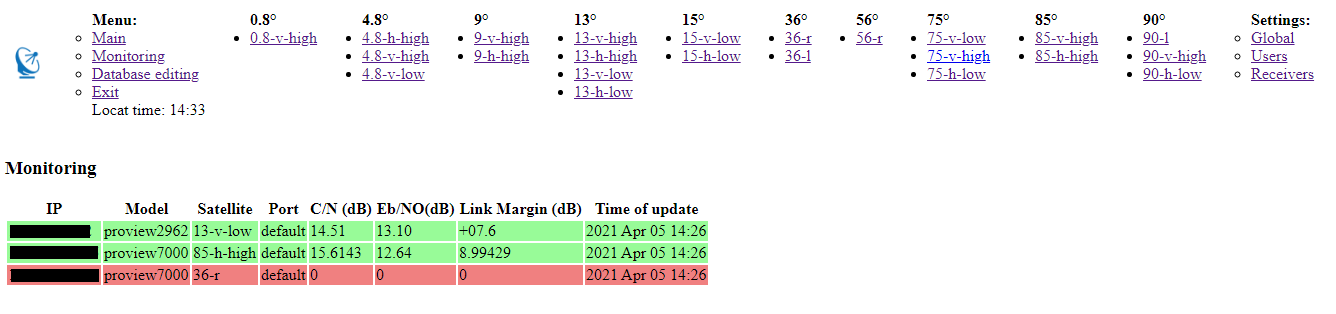 Menu: 0.8° 4.8° 9° 13° 15° 36° 56° 75° 85° 90° Settings:
Main 0.8-v-high 4.8-h-high 9-v-high 13-v-high 15-v-low 36-r 56-r 75-v-low 85-v-high 90-l Global
Monitoring 4.8-v-high 9-h-high 13-h-high 15-h-low 36-l 75-v-high 85-h-high 90-v-high Users
Database editing 4.8-v-low 13-v-low 75-h-low 90-h-low Receivers
Exit 13-h-low
Locat time: 14:33
Monitoring
IP Model Satellite Port C/N (dB) Eb/NO(dB) Link Margin (dB) Time of update
proview2962 13-v-low default 14.51 13.10 +07.6 2021 Apr 05 14:26
proview7000 85-h-high default 15.6143 12.64 8.99429 2021 Apr 05 14:26
proview7000 36-r default 0 0 0 2021 Apr 05 14:26